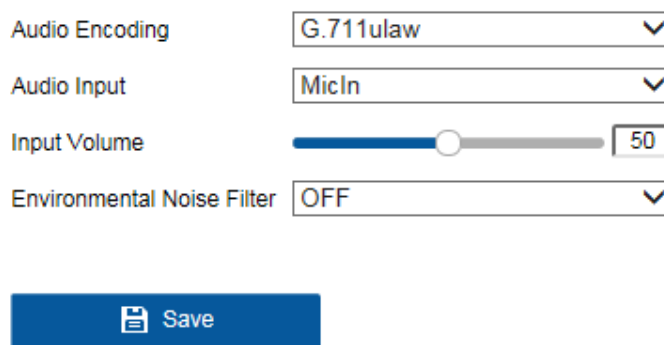 Audio Encoding G.711ulaw
Audio Input MicIn
Input Volume 50
Environmental Noise Filter OFF
Save